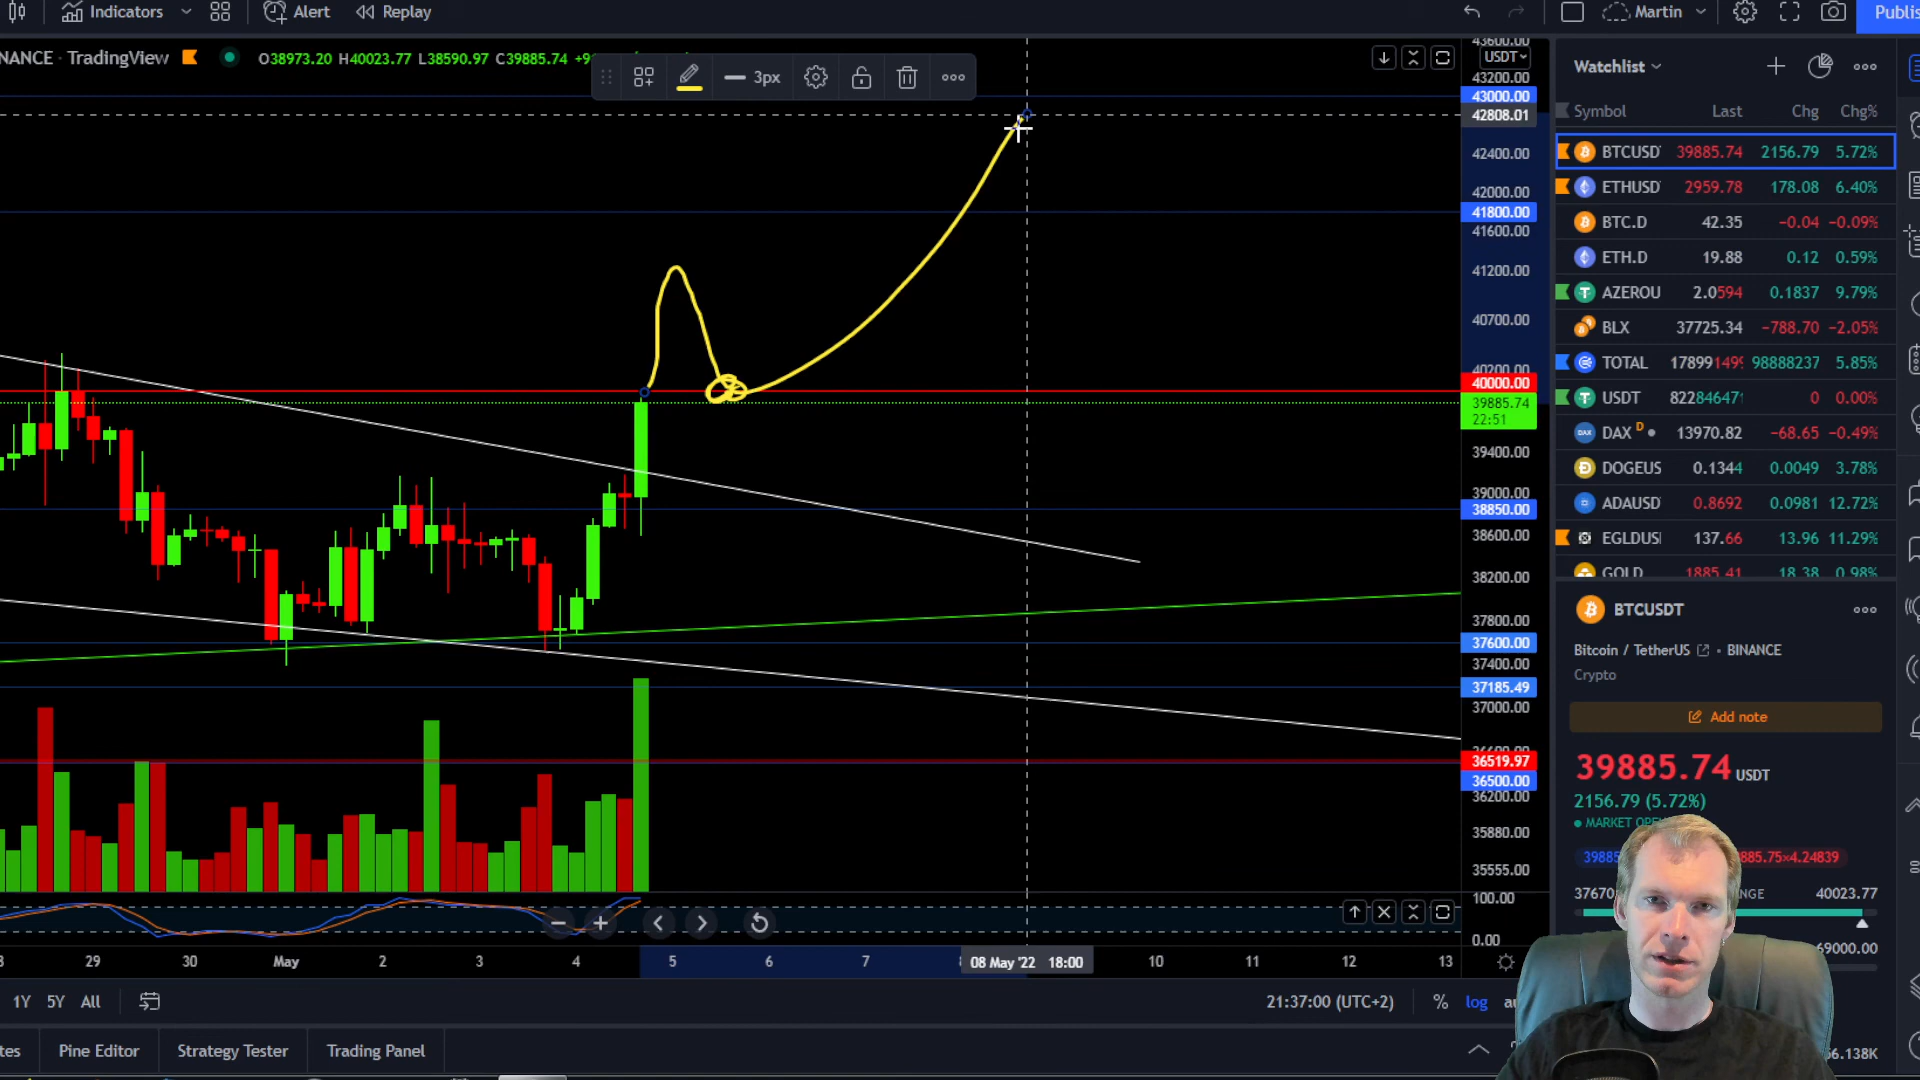 Indicators Alert Replay Martin Publis
NANCE · TradingView O38973.20 H40023.77 L38590.97 C39885.74
3px
USDT
43200.00
43000.00
42808.01
42400.00
42000.00
41800.00
41600.00
41200.00
40700.00
40200.00
40000.00
39885.74
22:51
39400.00
39000.00
38850.00
38600.00
38200.00
37800.00
37600.00
37400.00
37185.49
37000.00
36519.97
36500.00
36200.00
35880.00
35555.00
100.00
0.00
29 30 May 2 3 4 5 6 7 08 May '22 18:00 10 11 12 13
1Y 5Y All 21:37:00 (UTC+2) % log
Pine Editor Strategy Tester Trading Panel
Watchlist
Symbol Last Chg Chg%
BTCUSD 39885.74 2156.79 5.72%
ETHUSD 2959.78 178.08 6.40%
BTC.D 42.35 −0.04 −0.09%
ETH.D 19.88 0.12 0.59%
AZEROU 2.0594 0.1837 9.79%
BLX 37725.34 −788.70 −2.05%
TOTAL 178991499 98888237 5.85%
USDT 82284647 0 0.00%
DAX D 13970.82 −68.65 −0.49%
DOGEUS 0.1344 0.0049 3.78%
ADAUSD 0.8692 0.0981 12.72%
EGLDUS 137.66 13.96 11.29%
GOLD 1885.41 18.38 0.98%
BTCUSDT
Bitcoin / TetherUS • BINANCE
Crypto
Add note
39885.74 USDT
2156.79 (5.72%)
MARKET OPE
39885 885.75×4.24839
37670 NGE 40023.77
69000.00
56.138K